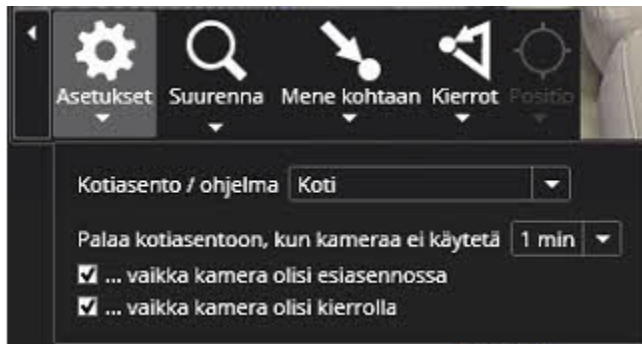 Asetukset Suurenna Mene kohtaan Kierrot Positio
Kotiasento / ohjelma Koti
Palaa kotiasentoon, kun kameraa ei käytetä 1 min
... vaikka kamera olisi esiasennossa
... vaikka kamera olisi kierrolla